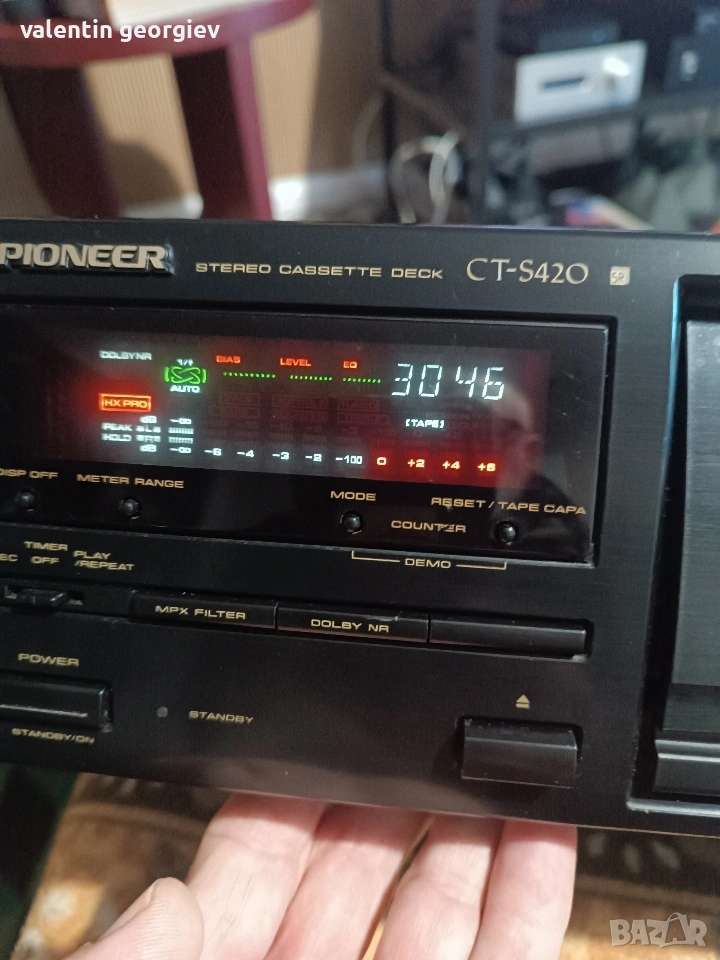 valentin georgiev
PIONEER STEREO CASSETTE DECK CT-S420
DOLBY NR AUTO BIAS LEVEL EQ 3046
HX PRO [TAPE]
dB -∞
PEAK L
HOLD R
dB -∞ -6 -4 -3 -2 0 +2 +4 +6
DISP OFF METER RANGE MODE RESET / TAPE CAPA
COUNTER
DEMO
TIMER
REC OFF PLAY
/REPEAT
MPX FILTER DOLBY NR
POWER
STANDBY
STANDBY/ON
BAZAR